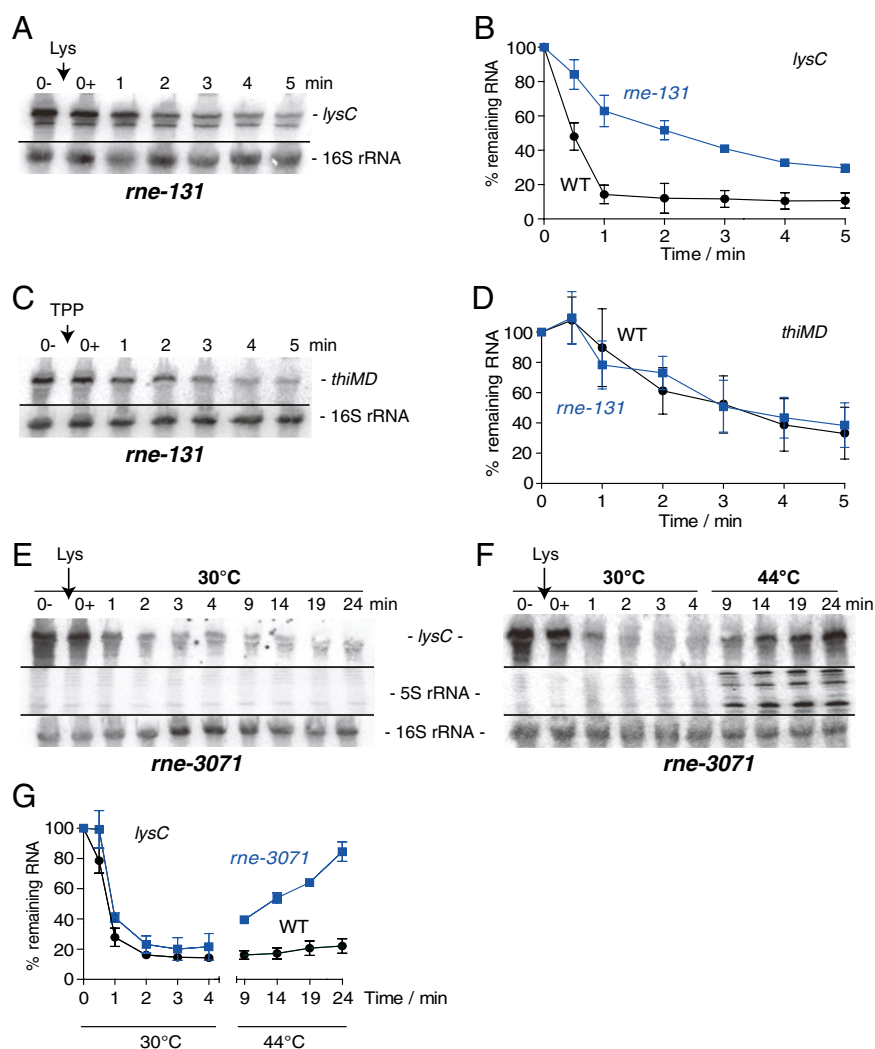 A
Lys
0- 0+ 1 2 3 4 5 min
- lysC
- 16S rRNA
rne-131
B
lysC
% remaining RNA
100
80
60
40
20
0
rne-131
WT
0 1 2 3 4 5
Time / min
C
TPP
0- 0+ 1 2 3 4 5 min
- thiMD
- 16S rRNA
rne-131
D
thiMD
% remaining RNA
100
80
60
40
20
0
WT
rne-131
0 1 2 3 4 5
Time / min
E
Lys
30°C
0- 0+ 1 2 3 4 9 14 19 24 min
- lysC -
- 5S rRNA -
- 16S rRNA -
rne-3071
F
Lys
30°C 44°C
0- 0+ 1 2 3 4 9 14 19 24 min
rne-3071
G
lysC
% remaining RNA
100
80
60
40
20
0
rne-3071
WT
0 1 2 3 4 9 14 19 24 Time / min
30°C 44°C